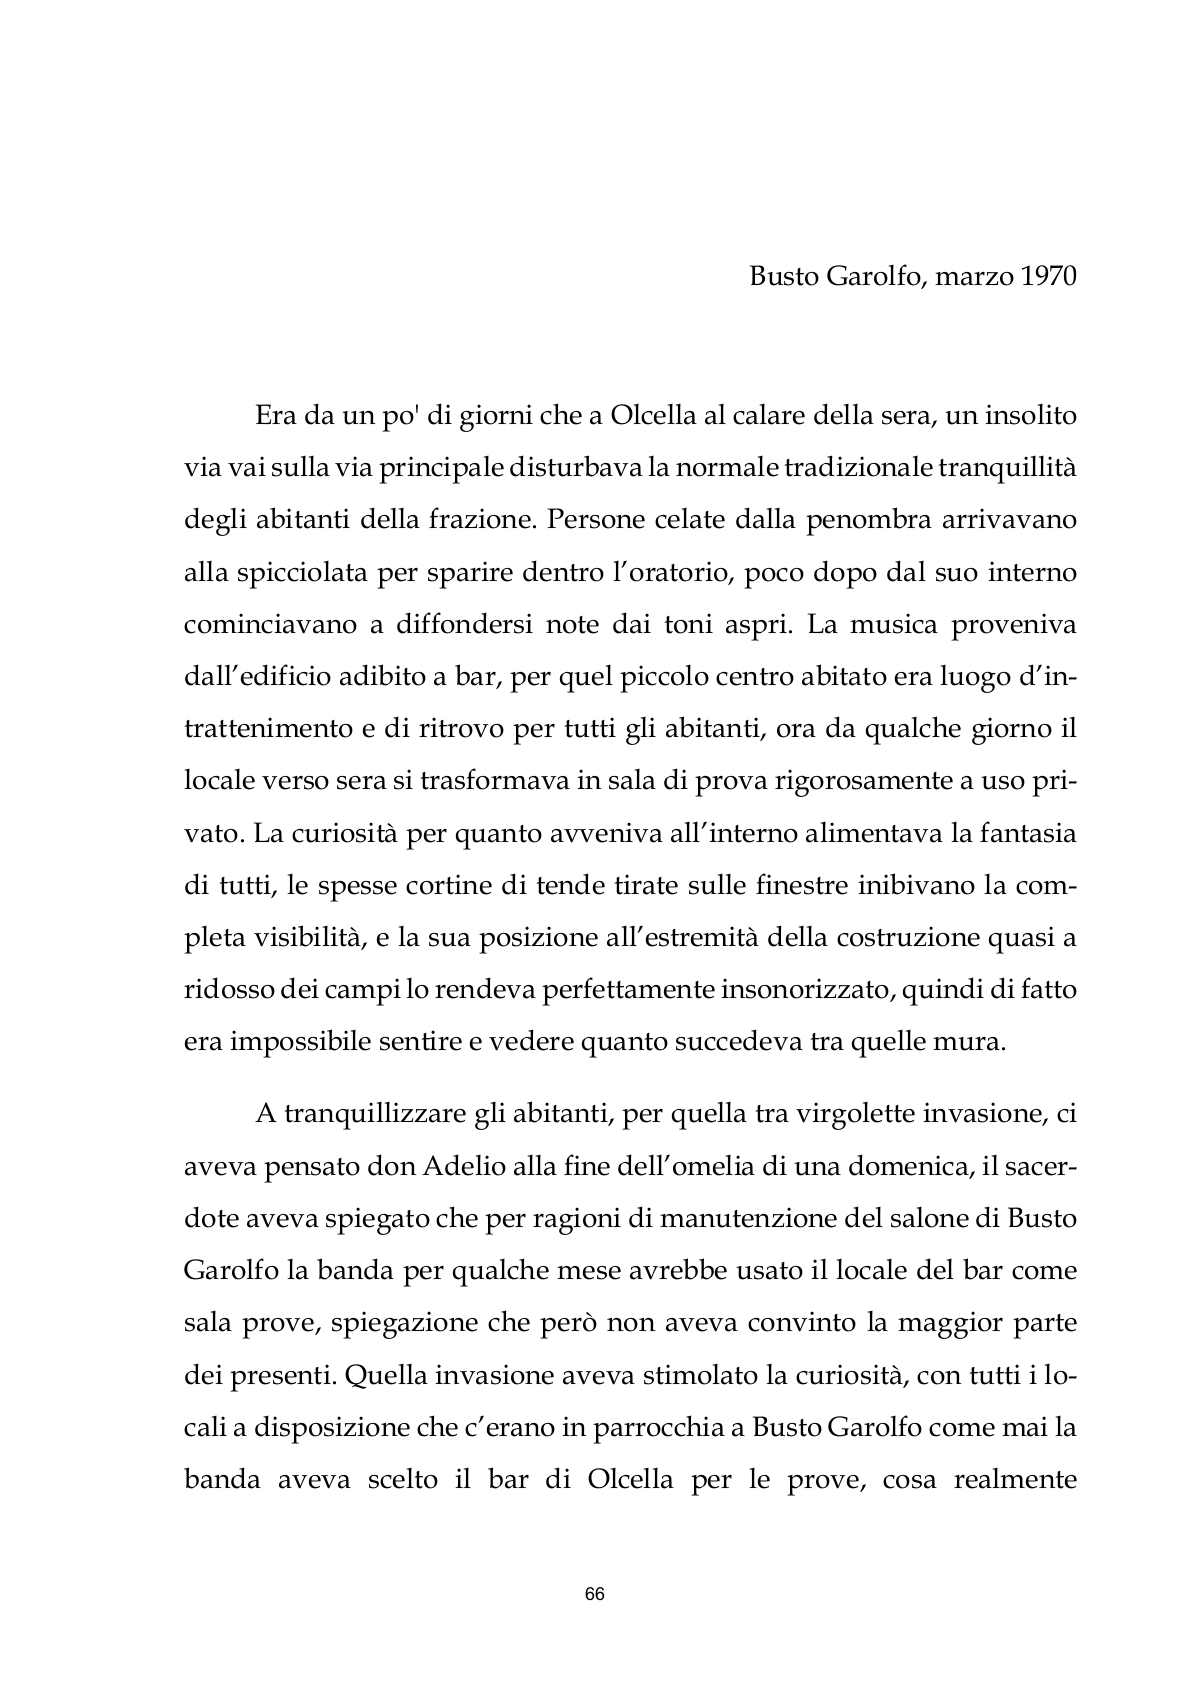 Busto Garolfo, marzo 1970
Era da un po' di giorni che a Olcella al calare della sera, un insolito
via vai sulla via principale disturbava la normale tradizionale tranquillità
degli abitanti della frazione. Persone celate dalla penombra arrivavano
alla spicciolata per sparire dentro l’oratorio, poco dopo dal suo interno
cominciavano a diffondersi note dai toni aspri. La musica proveniva
dall’edificio adibito a bar, per quel piccolo centro abitato era luogo d’in-
trattenimento e di ritrovo per tutti gli abitanti, ora da qualche giorno il
locale verso sera si trasformava in sala di prova rigorosamente a uso pri-
vato. La curiosità per quanto avveniva all’interno alimentava la fantasia
di tutti, le spesse cortine di tende tirate sulle finestre inibivano la com-
pleta visibilità, e la sua posizione all’estremità della costruzione quasi a
ridosso dei campi lo rendeva perfettamente insonorizzato, quindi di fatto
era impossibile sentire e vedere quanto succedeva tra quelle mura.
A tranquillizzare gli abitanti, per quella tra virgolette invasione, ci
aveva pensato don Adelio alla fine dell’omelia di una domenica, il sacer-
dote aveva spiegato che per ragioni di manutenzione del salone di Busto
Garolfo la banda per qualche mese avrebbe usato il locale del bar come
sala prove, spiegazione che però non aveva convinto la maggior parte
dei presenti. Quella invasione aveva stimolato la curiosità, con tutti i lo-
cali a disposizione che c’erano in parrocchia a Busto Garolfo come mai la
banda aveva scelto il bar di Olcella per le prove, cosa realmente
66